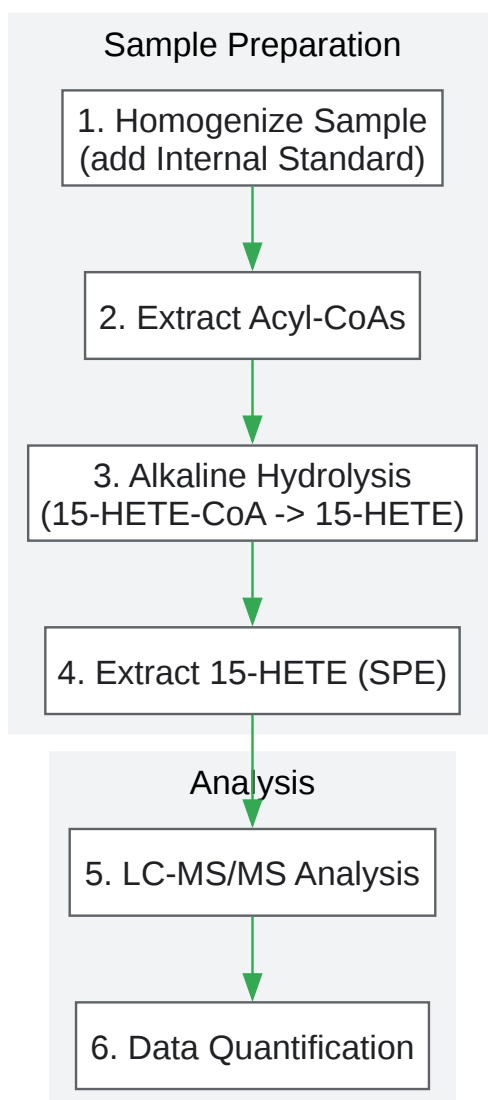 Sample Preparation
1. Homogenize Sample
(add Internal Standard)
2. Extract Acyl-CoAs
3. Alkaline Hydrolysis
(15-HETE-CoA -> 15-HETE)
4. Extract 15-HETE (SPE)
Analysis
5. LC-MS/MS Analysis
6. Data Quantification